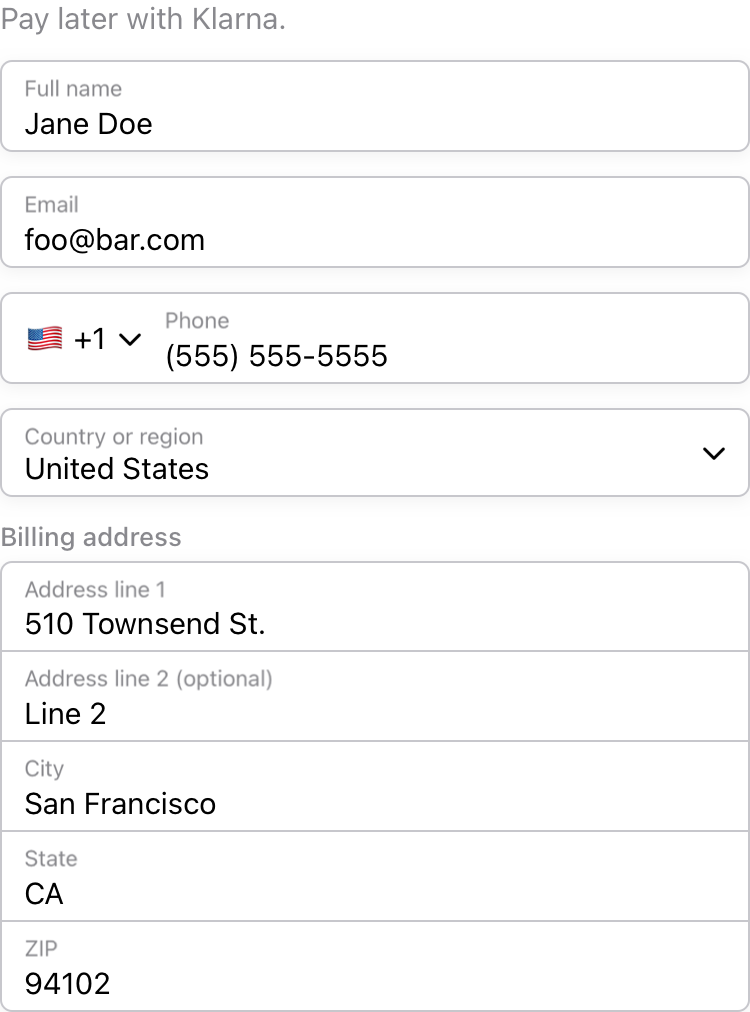 Pay later with Klarna.
Full name
Jane Doe
Email
foo@bar.com
Phone
+1 (555) 555-5555
Country or region
United States
Billing address
Address line 1
510 Townsend St.
Address line 2 (optional)
Line 2
City
San Francisco
State
CA
ZIP
94102